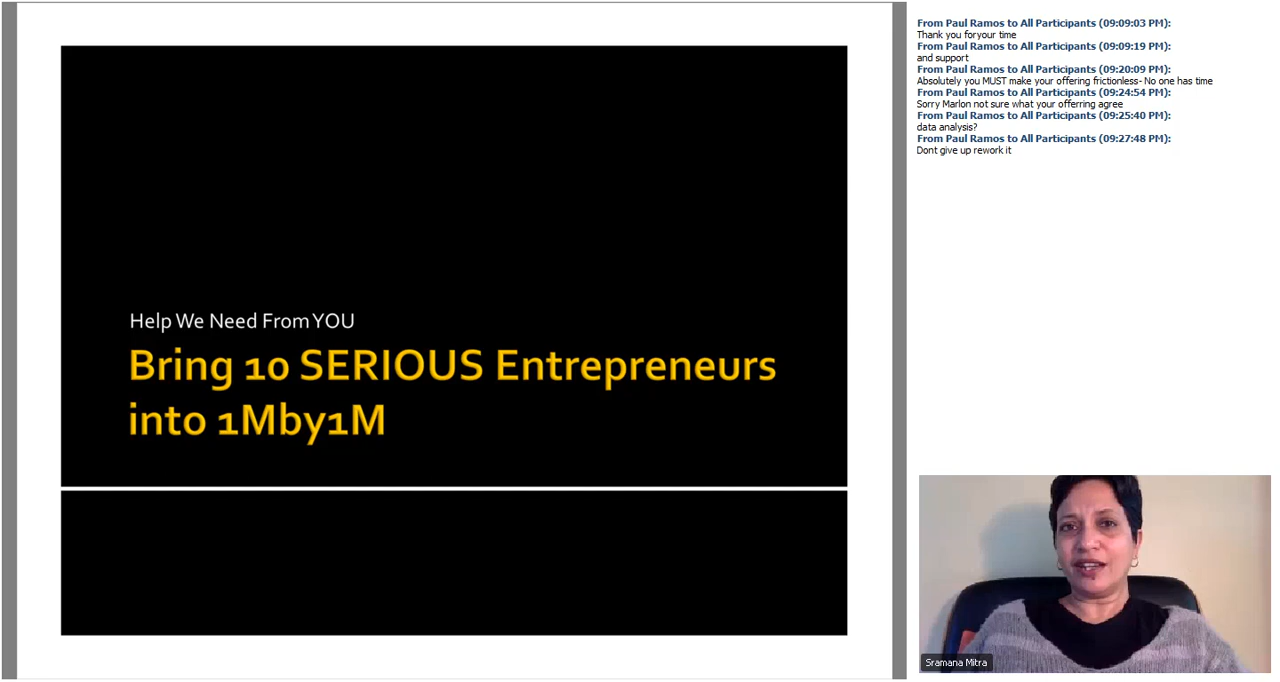 Help We Need From YOU
Bring 10 SERIOUS Entrepreneurs
into 1Mby1M
From Paul Ramos to All Participants (09:09:03 PM):
Thank you foryour time
From Paul Ramos to All Participants (09:09:19 PM):
and support
From Paul Ramos to All Participants (09:20:09 PM):
Absolutely you MUST make your offering frictionless- No one has time
From Paul Ramos to All Participants (09:24:54 PM):
Sorry Marlon not sure what your offerring agree
From Paul Ramos to All Participants (09:25:40 PM):
data analysis?
From Paul Ramos to All Participants (09:27:48 PM):
Dont give up rework it
Sramana Mitra